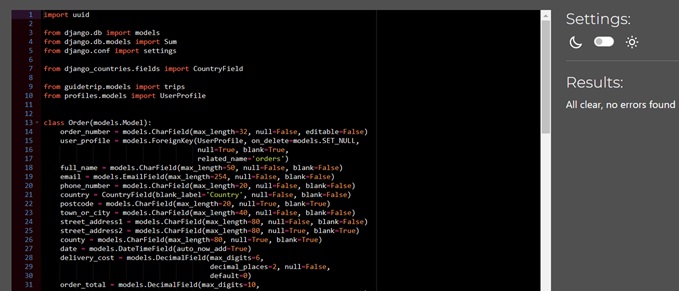 1 import uuid
2
3 from django.db import models
4 from django.db.models import Sum
5 from django.conf import settings
6
7 from django_countries.fields import CountryField
8
9 from guidetrip.models import trips
10 from profiles.models import UserProfile
11
12
13 class Order(models.Model):
14     order_number = models.CharField(max_length=32, null=False, editable=False)
15     user_profile = models.ForeignKey(UserProfile, on_delete=models.SET_NULL,
16                                      null=True, blank=True,
17                                      related_name='orders')
18     full_name = models.CharField(max_length=50, null=False, blank=False)
19     email = models.EmailField(max_length=254, null=False, blank=False)
20     phone_number = models.CharField(max_length=20, null=False, blank=False)
21     country = CountryField(blank_label='Country', null=False, blank=False)
22     postcode = models.CharField(max_length=20, null=True, blank=True)
23     town_or_city = models.CharField(max_length=40, null=False, blank=False)
24     street_address1 = models.CharField(max_length=80, null=False, blank=False)
25     street_address2 = models.CharField(max_length=80, null=True, blank=True)
26     county = models.CharField(max_length=80, null=True, blank=True)
27     date = models.DateTimeField(auto_now_add=True)
28     delivery_cost = models.DecimalField(max_digits=6,
29                                         decimal_places=2, null=False,
30                                         default=0)
31     order_total = models.DecimalField(max_digits=10,
Settings:
Results:
All clear, no errors found